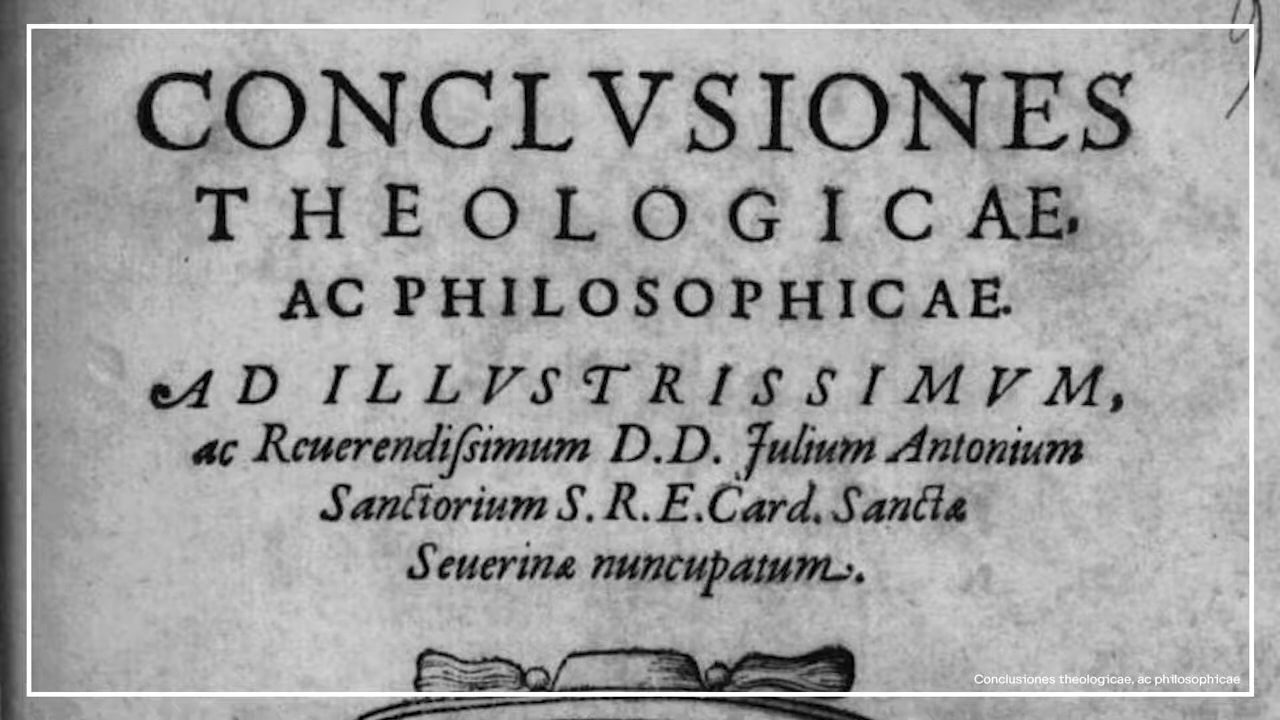 CONCLVSIONES
THEOLOGICAE,
AC PHILOSOPHICAE.
AD ILLVSTRISSIMVM,
ac Reuerendiſsimum D.D. Julium Antonium
Sanctorium S. R. E. Card. Sanctæ
Seuerinæ nuncupatum.
Conclusiones theologicae, ac philosophicae